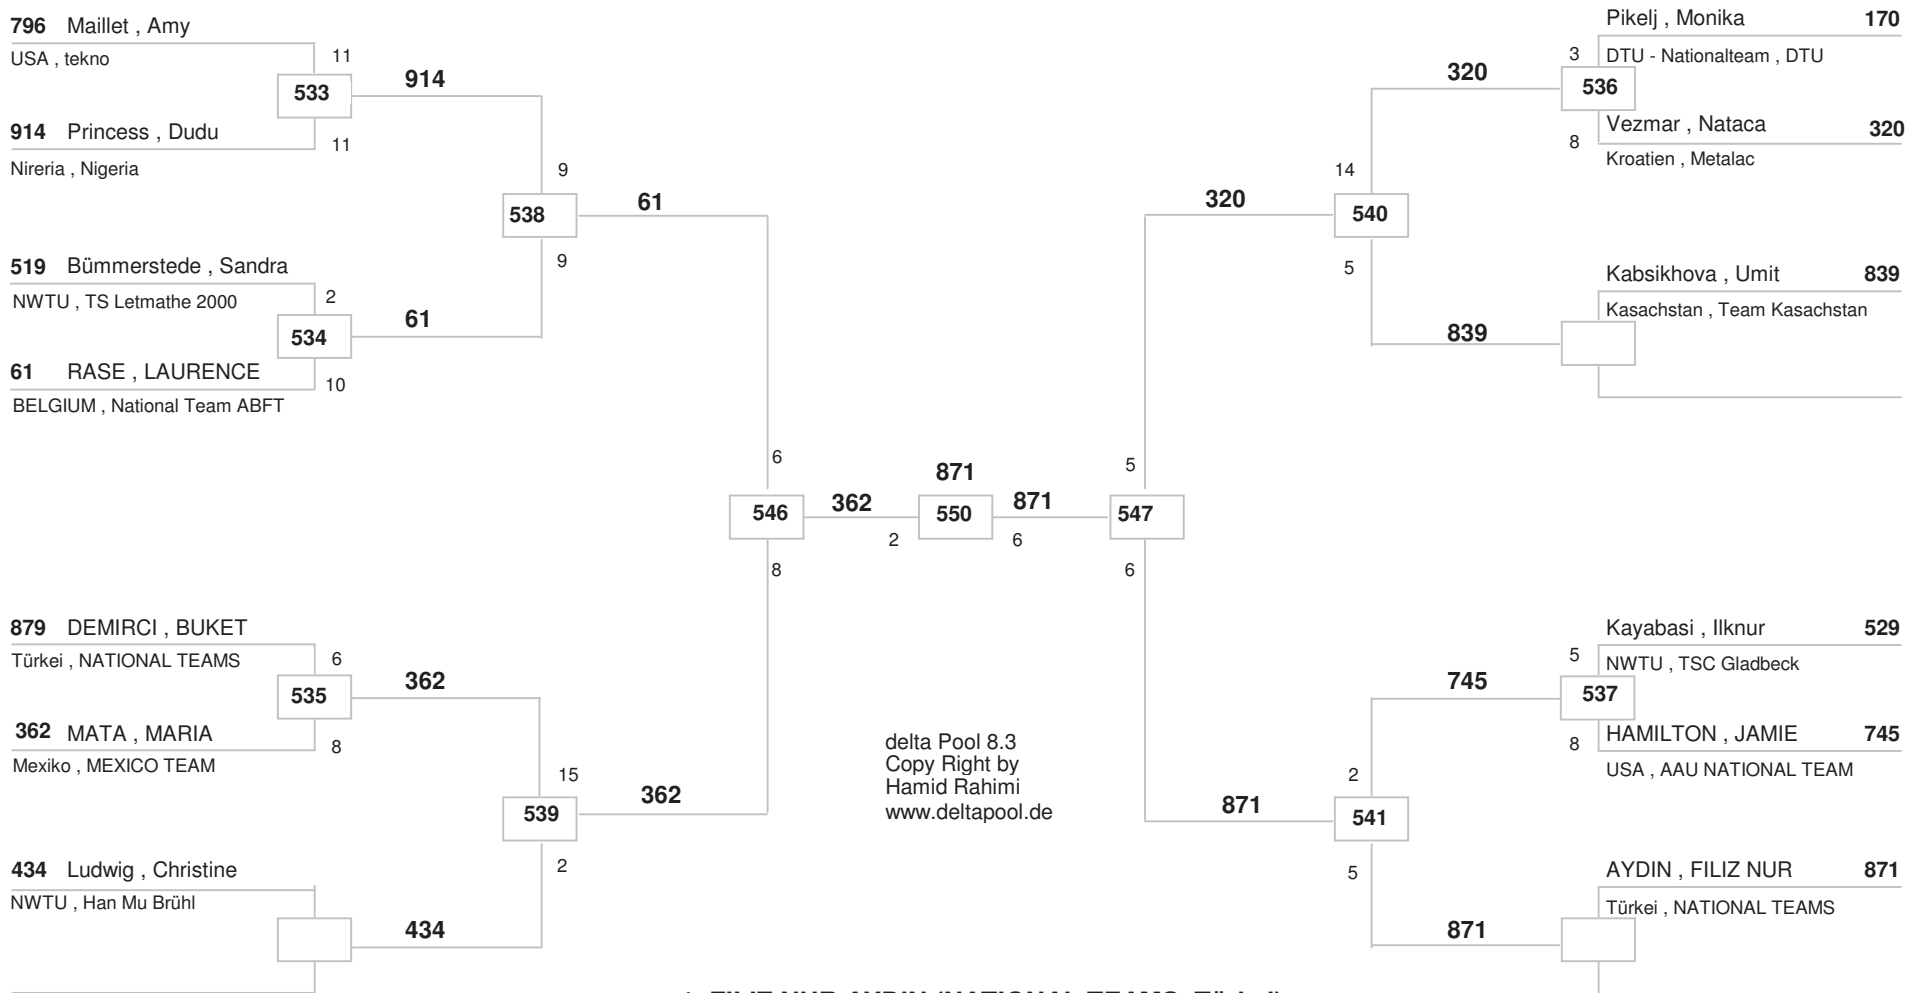 796 Maillet , Amy
USA , tekno
11
533
914
914 Princess , Dudu
11
Nireria , Nigeria
9
538
61
9
519 Bümmerstede , Sandra
NWTU , TS Letmathe 2000
2
534
61
61 RASE , LAURENCE
10
BELGIUM , National Team ABFT
6
546
362
2
8
871
550
871
6
879 DEMIRCI , BUKET
Türkei , NATIONAL TEAMS
6
535
362
362 MATA , MARIA
8
Mexiko , MEXICO TEAM
15
539
362
2
434 Ludwig , Christine
NWTU , Han Mu Brühl
434
delta Pool 8.3
Copy Right by
Hamid Rahimi
www.deltapool.de
Pikelj , Monika 170
3
DTU - Nationalteam , DTU
320
536
Vezmar , Nataca 320
8
Kroatien , Metalac
14
320
540
5
Kabsikhova , Umit 839
Kasachstan , Team Kasachstan
839
5
547
6
Kayabasi , Ilknur 529
5
NWTU , TSC Gladbeck
745
537
HAMILTON , JAMIE 745
8
USA , AAU NATIONAL TEAM
2
871
541
5
AYDIN , FILIZ NUR 871
Türkei , NATIONAL TEAMS
871